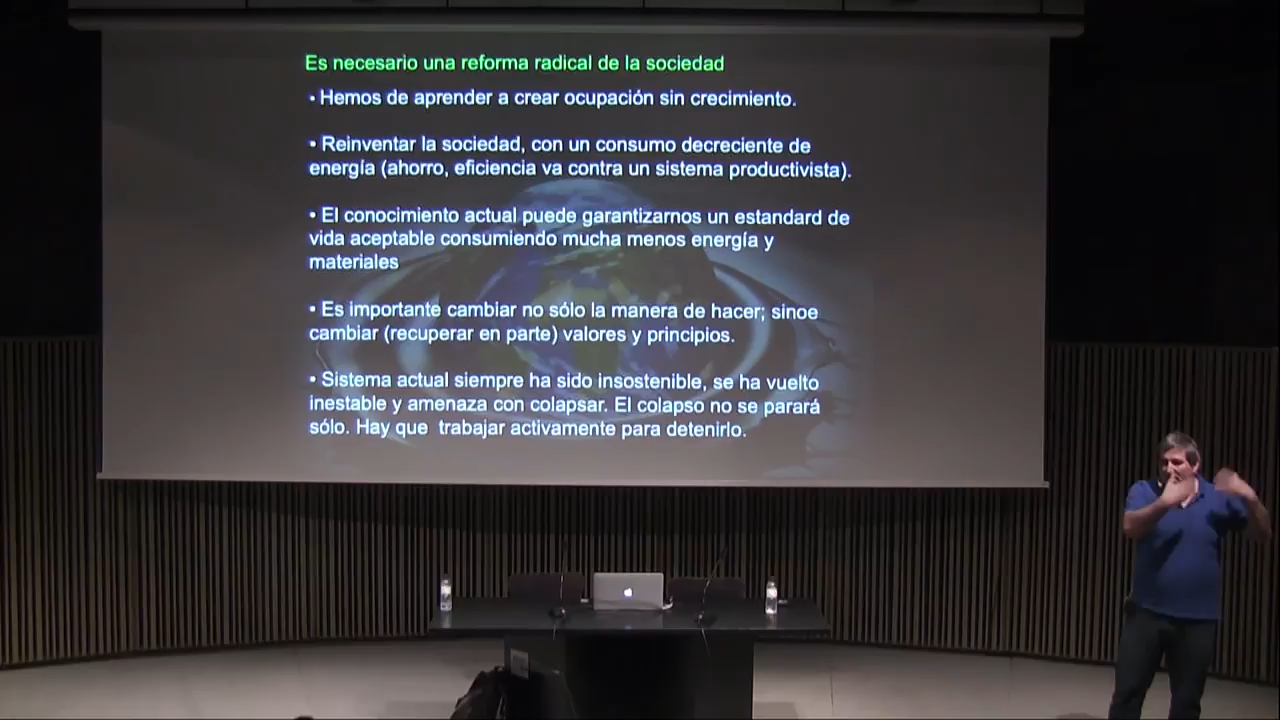 Es necesario una reforma radical de la sociedad
• Hemos de aprender a crear ocupación sin crecimiento.
• Reinventar la sociedad, con un consumo decreciente de
energía (ahorro, eficiencia va contra un sistema productivista).
• El conocimiento actual puede garantizarnos un estandard de
vida aceptable consumiendo mucha menos energía y
materiales
• Es importante cambiar no sólo la manera de hacer; sinoe
cambiar (recuperar en parte) valores y principios.
• Sistema actual siempre ha sido insostenible, se ha vuelto
inestable y amenaza con colapsar. El colapso no se parará
sólo. Hay que  trabajar activamente para detenirlo.